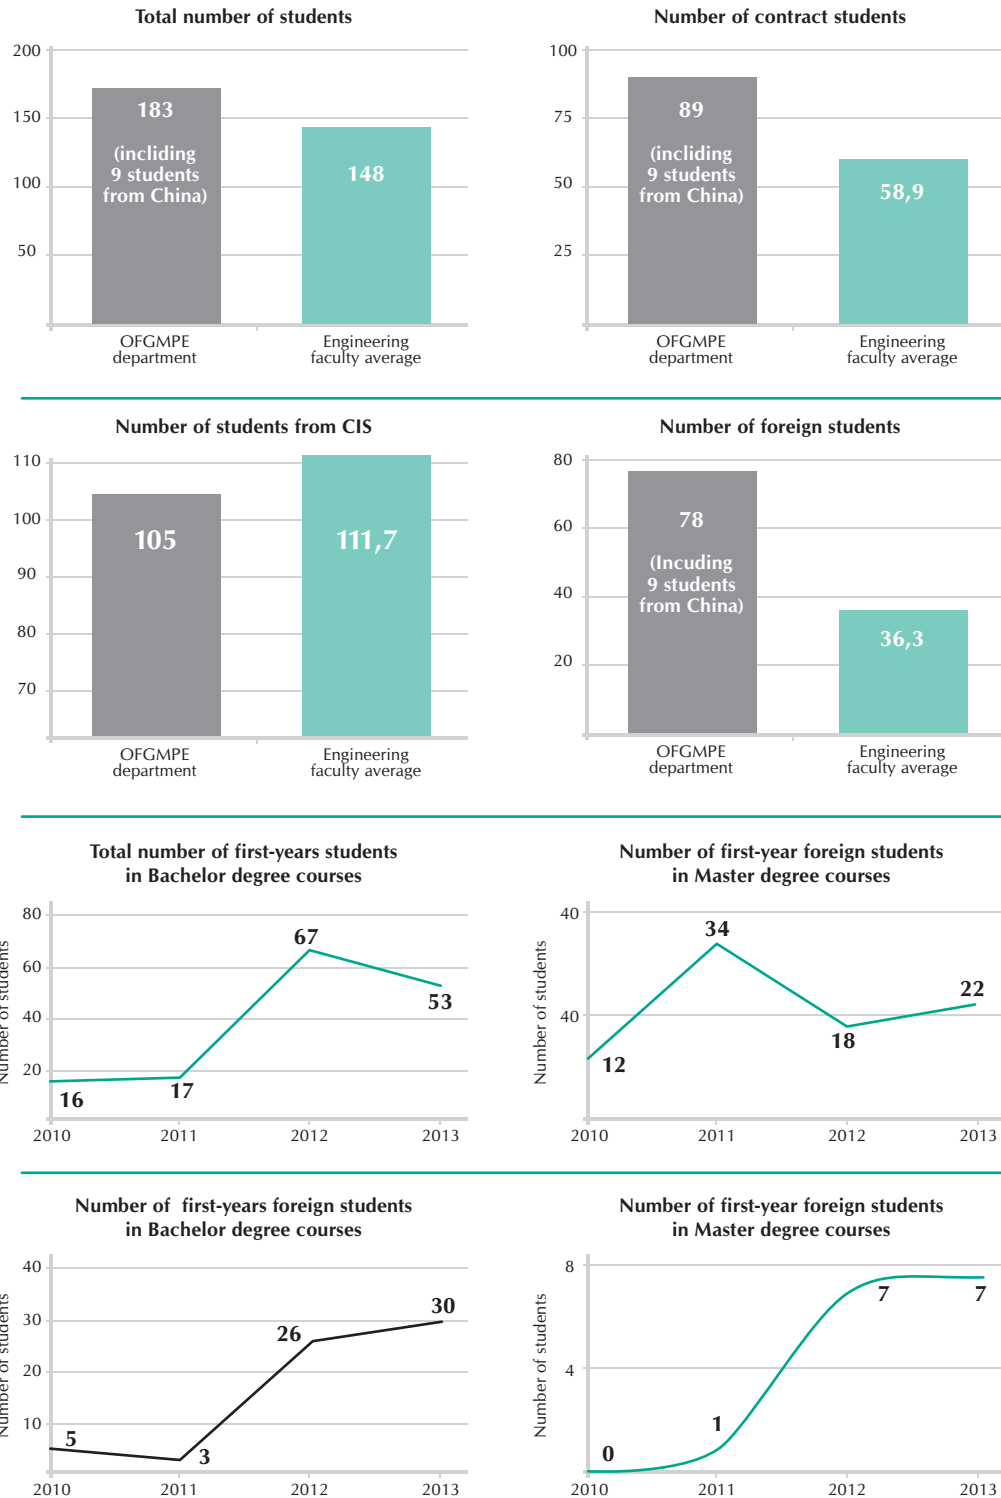 Total number of students
200
150
100
50
183
(incliding
9 students
from China)
148
OFGMPE
department
Engineering
faculty average
Number of contract students
100
75
50
25
89
(incliding
9 students
from China)
58,9
OFGMPE
department
Engineering
faculty average
Number of students from CIS
110
100
90
80
70
105
111,7
OFGMPE
department
Engineering
faculty average
Number of foreign students
80
60
40
20
78
(Incuding
9 students
from China)
36,3
OFGMPE
department
Engineering
faculty average
Total number of first-years students
in Bachelor degree courses
Number of students
80
60
40
20
16
17
67
53
2010
2011
2012
2013
Number of first-year foreign students
in Master degree courses
Number of students
40
40
12
34
18
22
2010
2011
2012
2013
Number of first-years foreign students
in Bachelor degree courses
Number of students
40
30
20
10
5
3
26
30
2010
2011
2012
2013
Number of first-year foreign students
in Master degree courses
Number of students
8
4
0
1
7
7
2010
2011
2012
2013